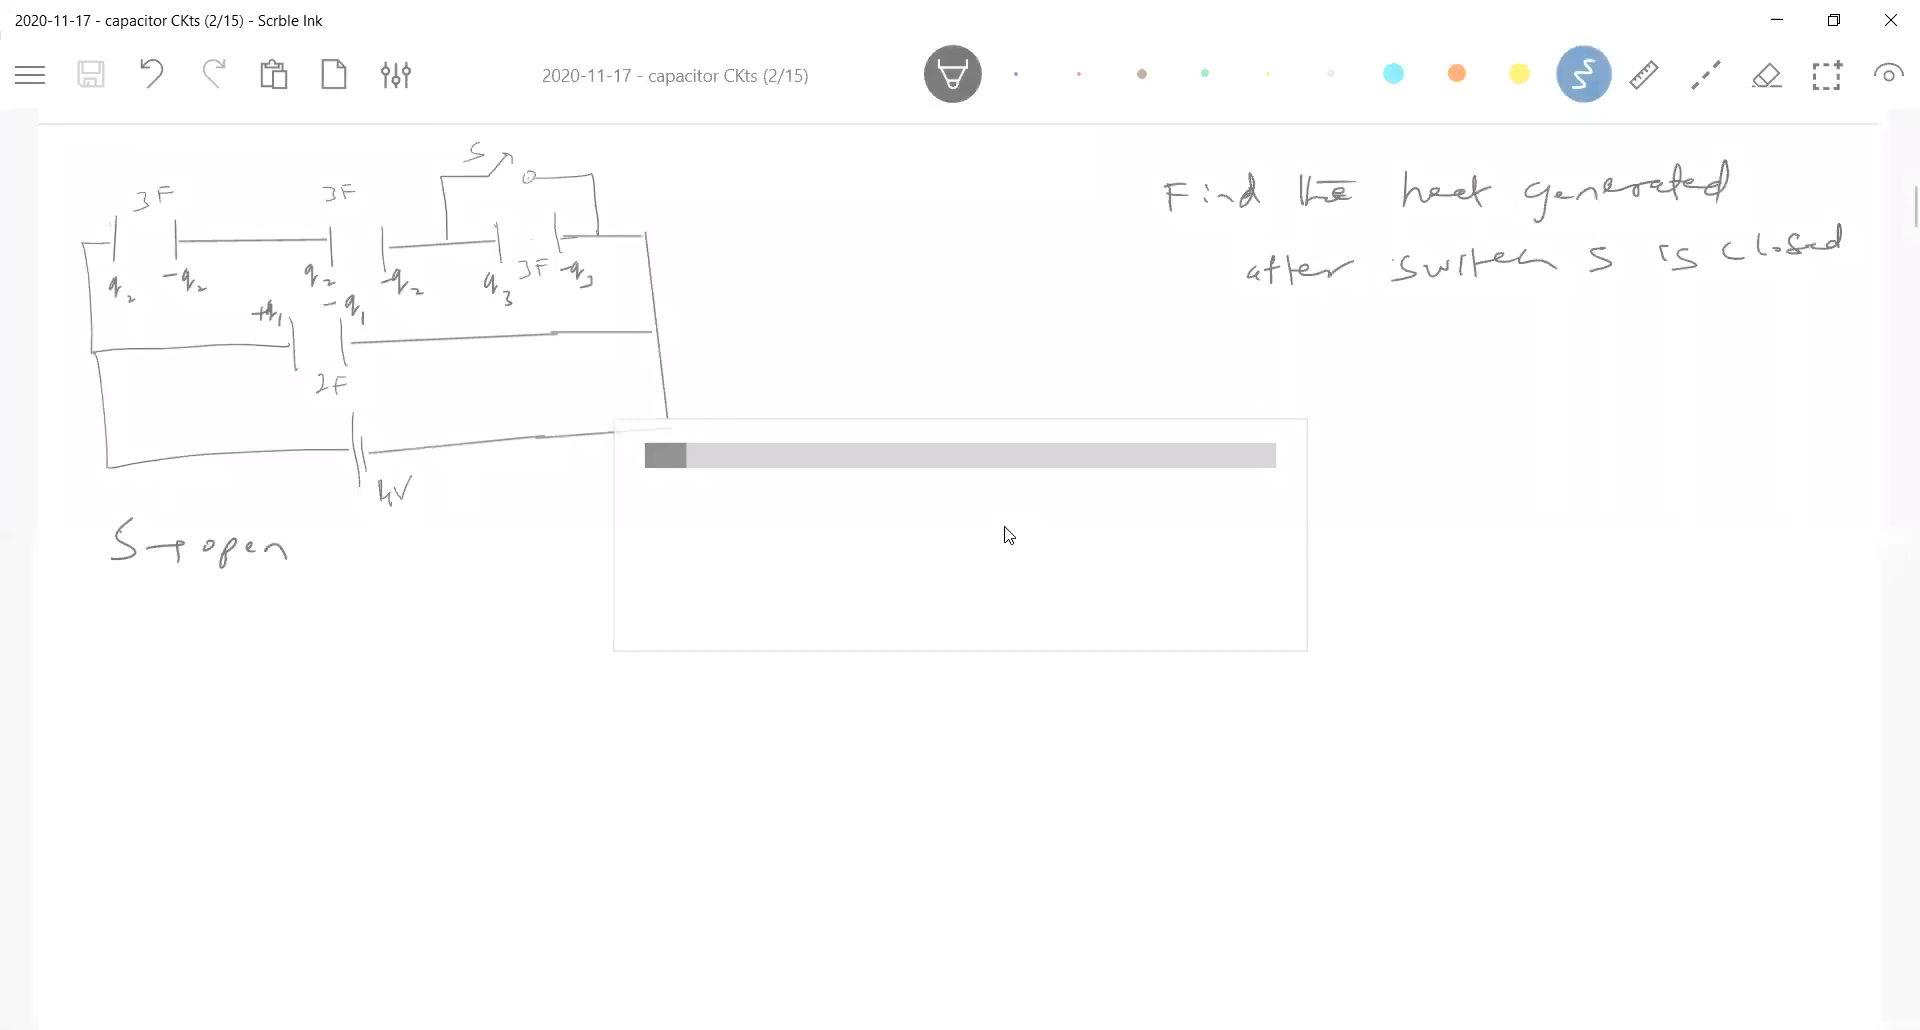 2020-11-17 - capacitor CKts (2/15) - Scrble Ink
2020-11-17 - capacitor CKts (2/15)
S
3F 3F
Find the heat generated
after switch S is closed
q₂ -q₂ q₂ -q₂ q₃ 3F -q₃
+q₁ -q₁
2F
4V
S→ open